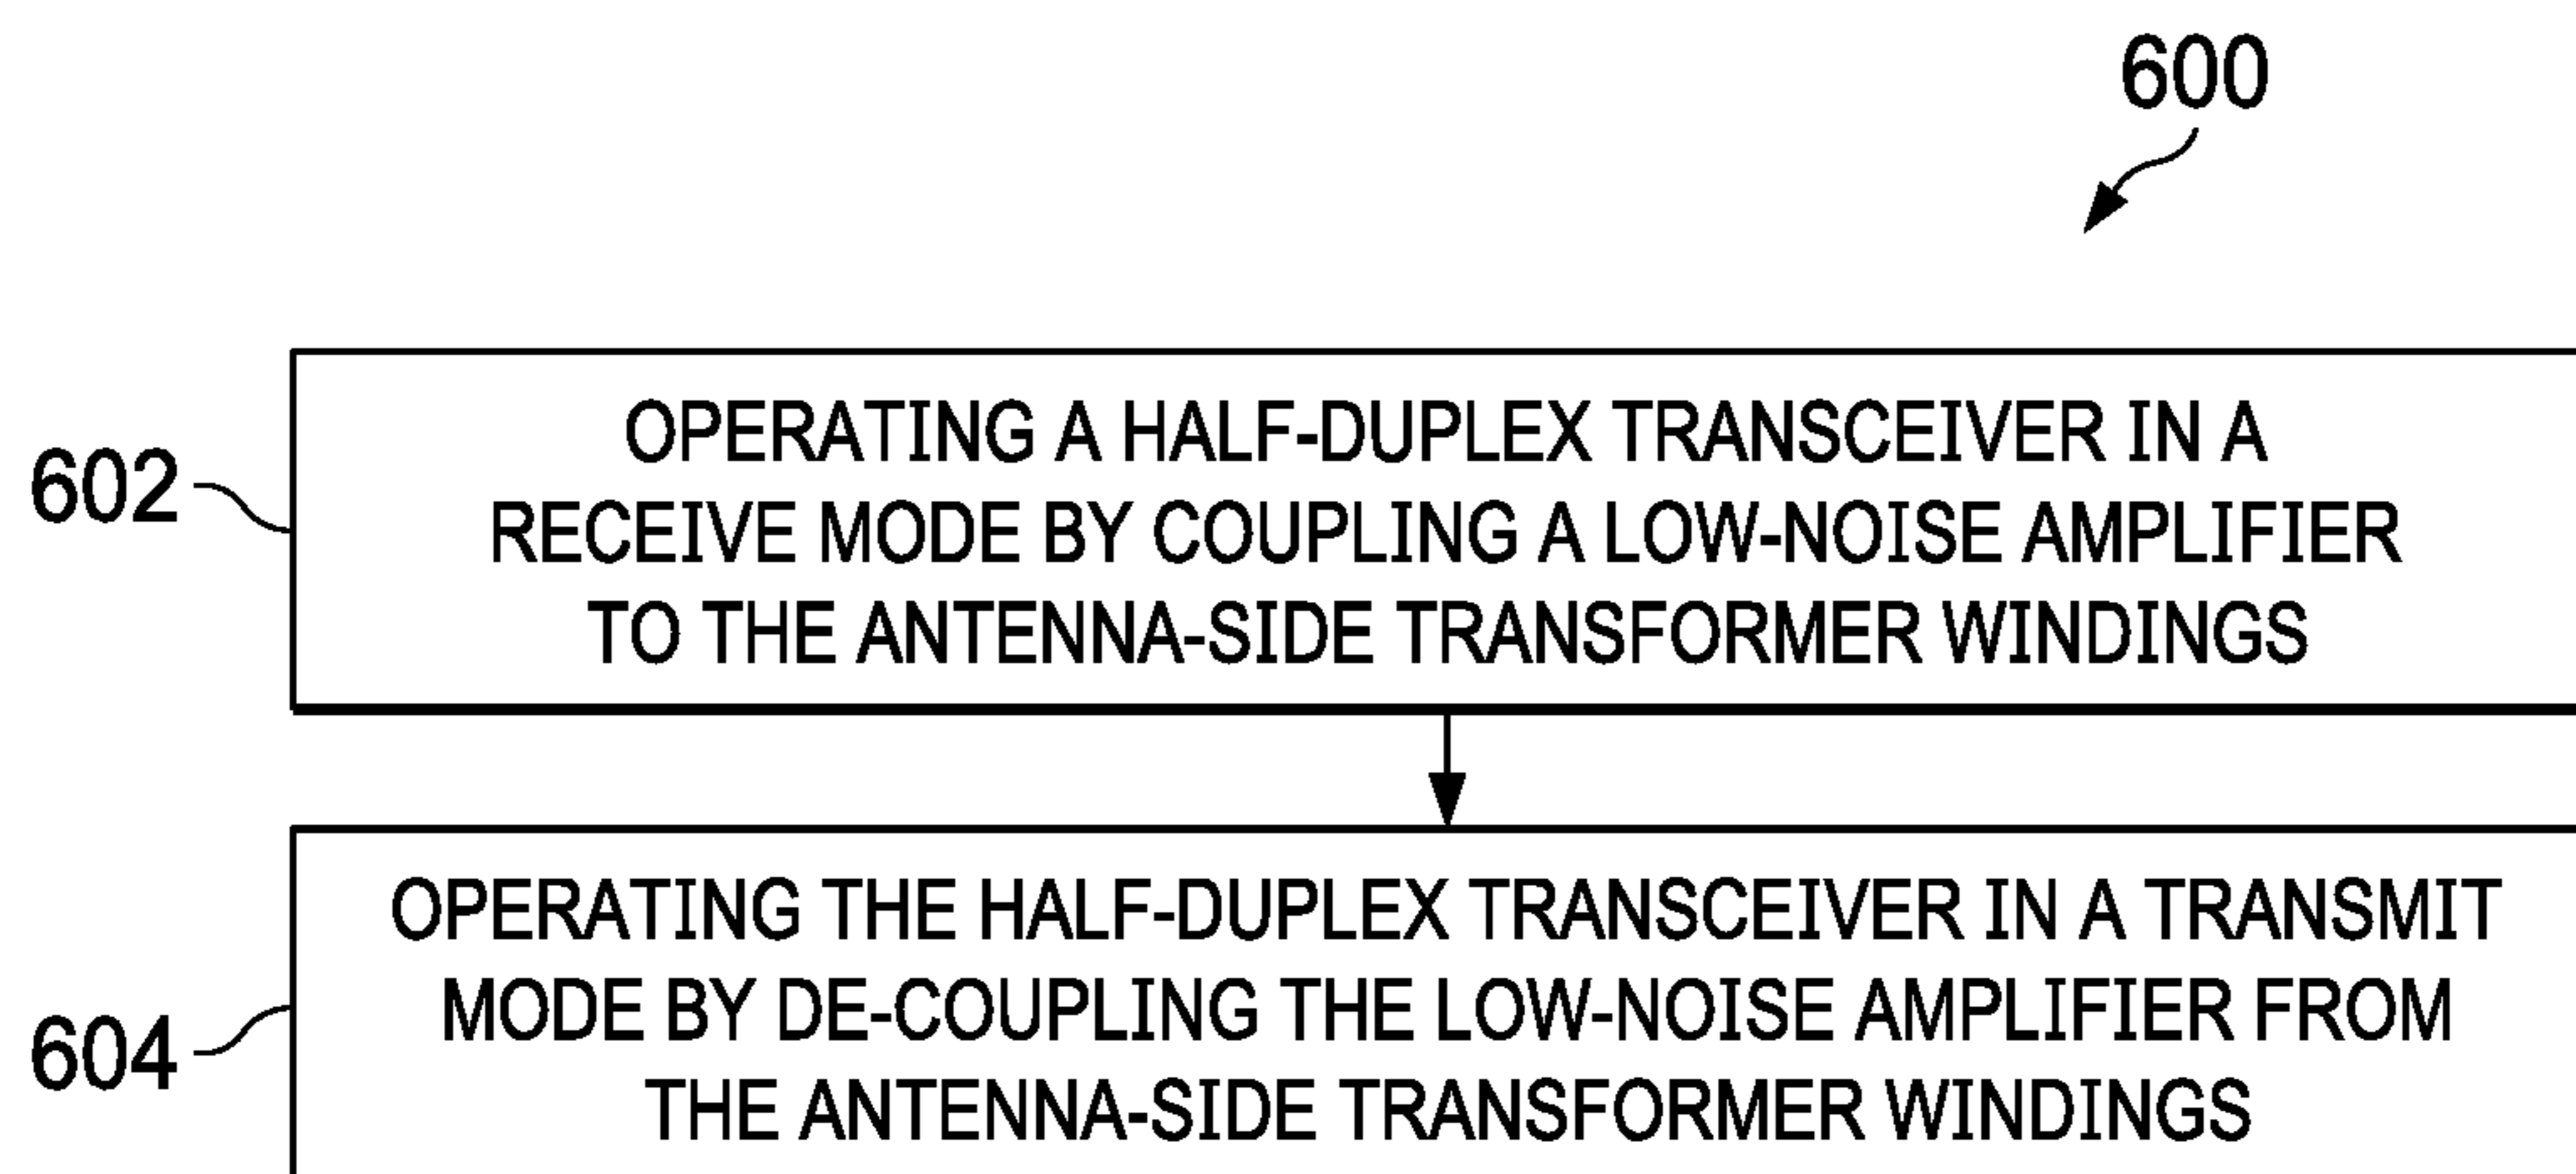 600
602
OPERATING A HALF-DUPLEX TRANSCEIVER IN A
RECEIVE MODE BY COUPLING A LOW-NOISE AMPLIFIER
TO THE ANTENNA-SIDE TRANSFORMER WINDINGS
604
OPERATING THE HALF-DUPLEX TRANSCEIVER IN A TRANSMIT
MODE BY DE-COUPLING THE LOW-NOISE AMPLIFIER FROM
THE ANTENNA-SIDE TRANSFORMER WINDINGS